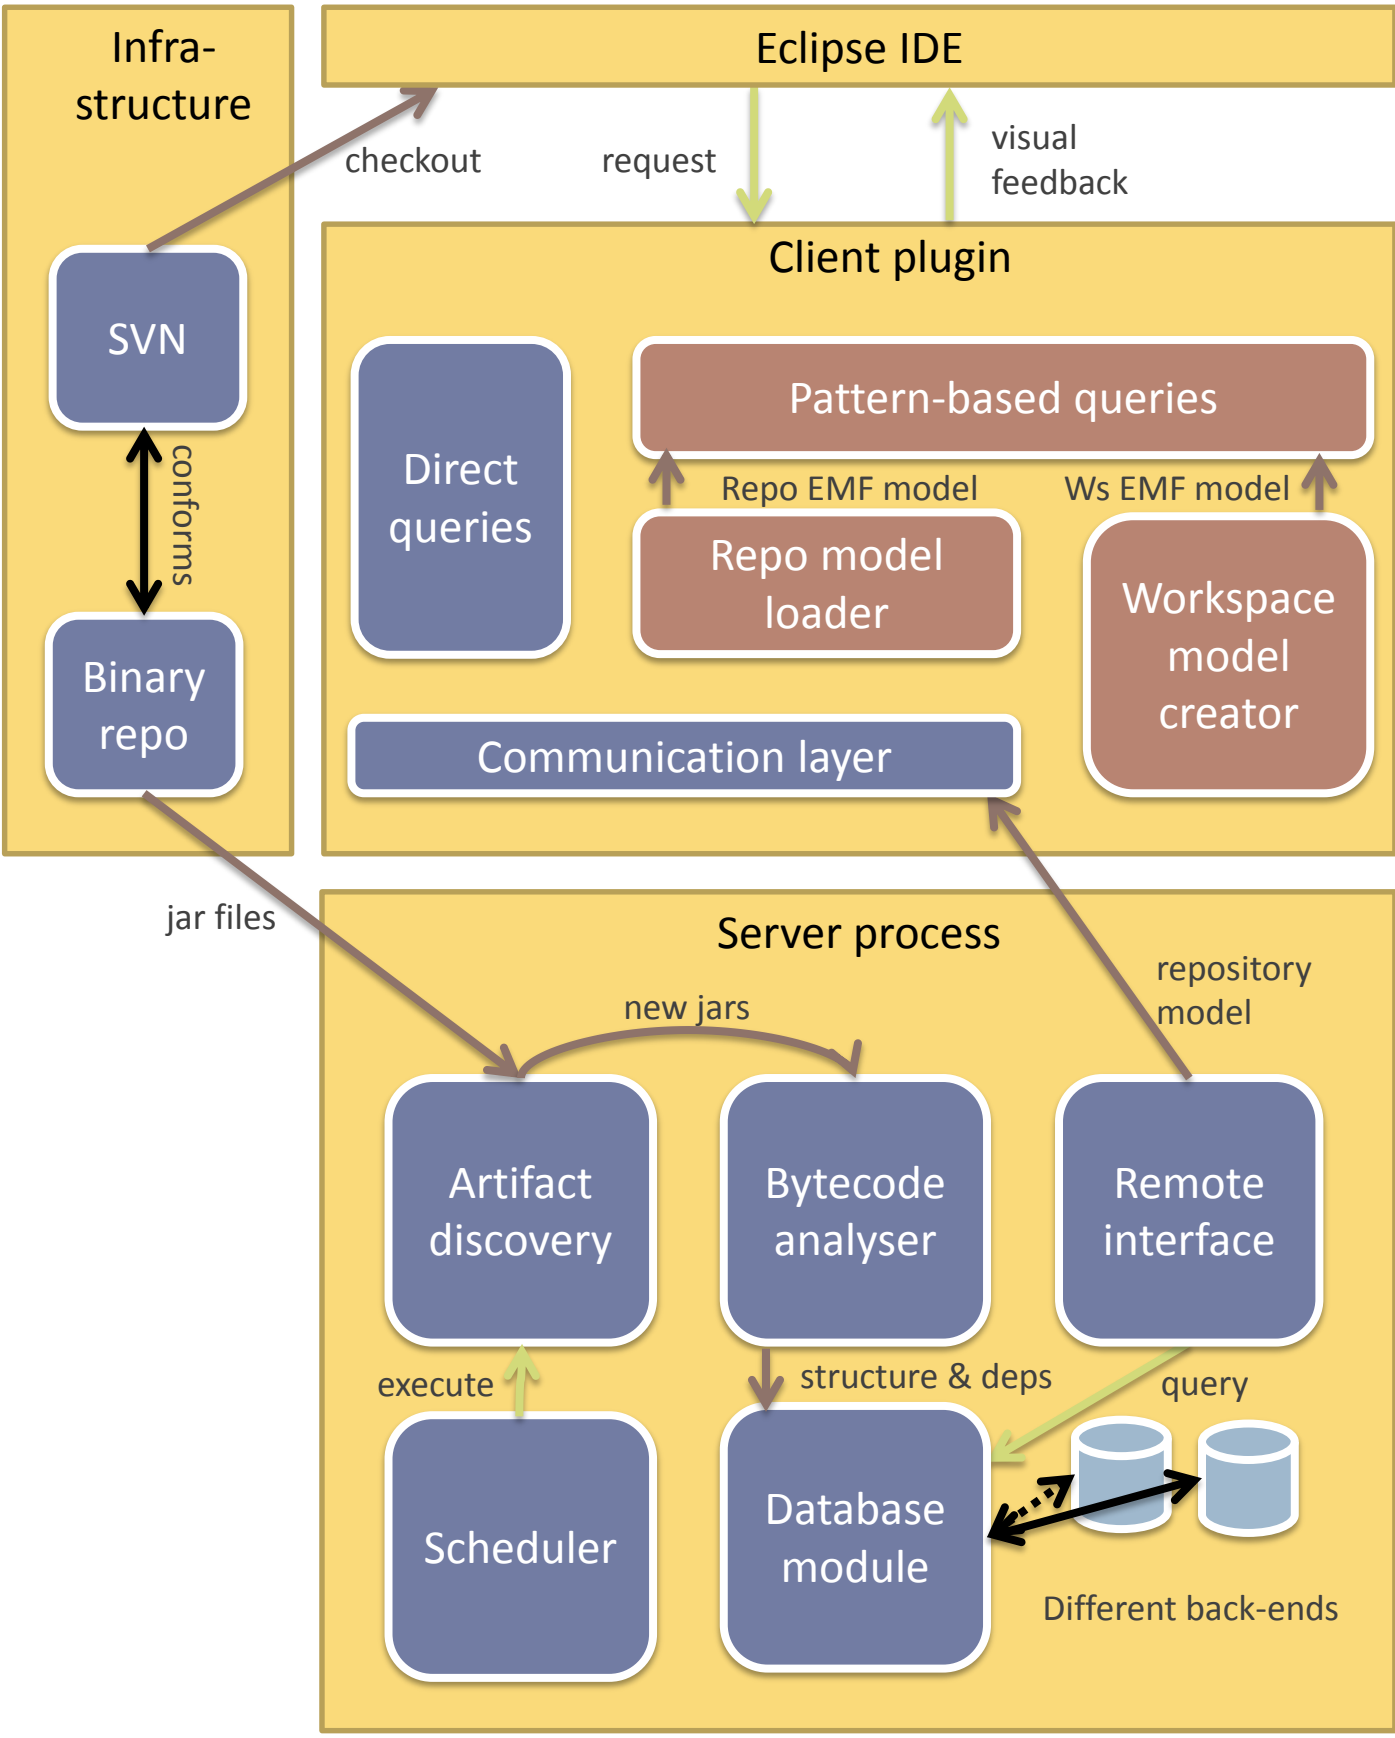 Infra-
structure
Eclipse IDE
checkout
request
visual
feedback
SVN
conforms
Binary
repo
Client plugin
Direct
queries
Pattern-based queries
Repo EMF model
Ws EMF model
Repo model
loader
Workspace
model
creator
Communication layer
jar files
Server process
new jars
repository
model
Artifact
discovery
Bytecode
analyser
Remote
interface
execute
structure & deps
query
Scheduler
Database
module
Different back-ends